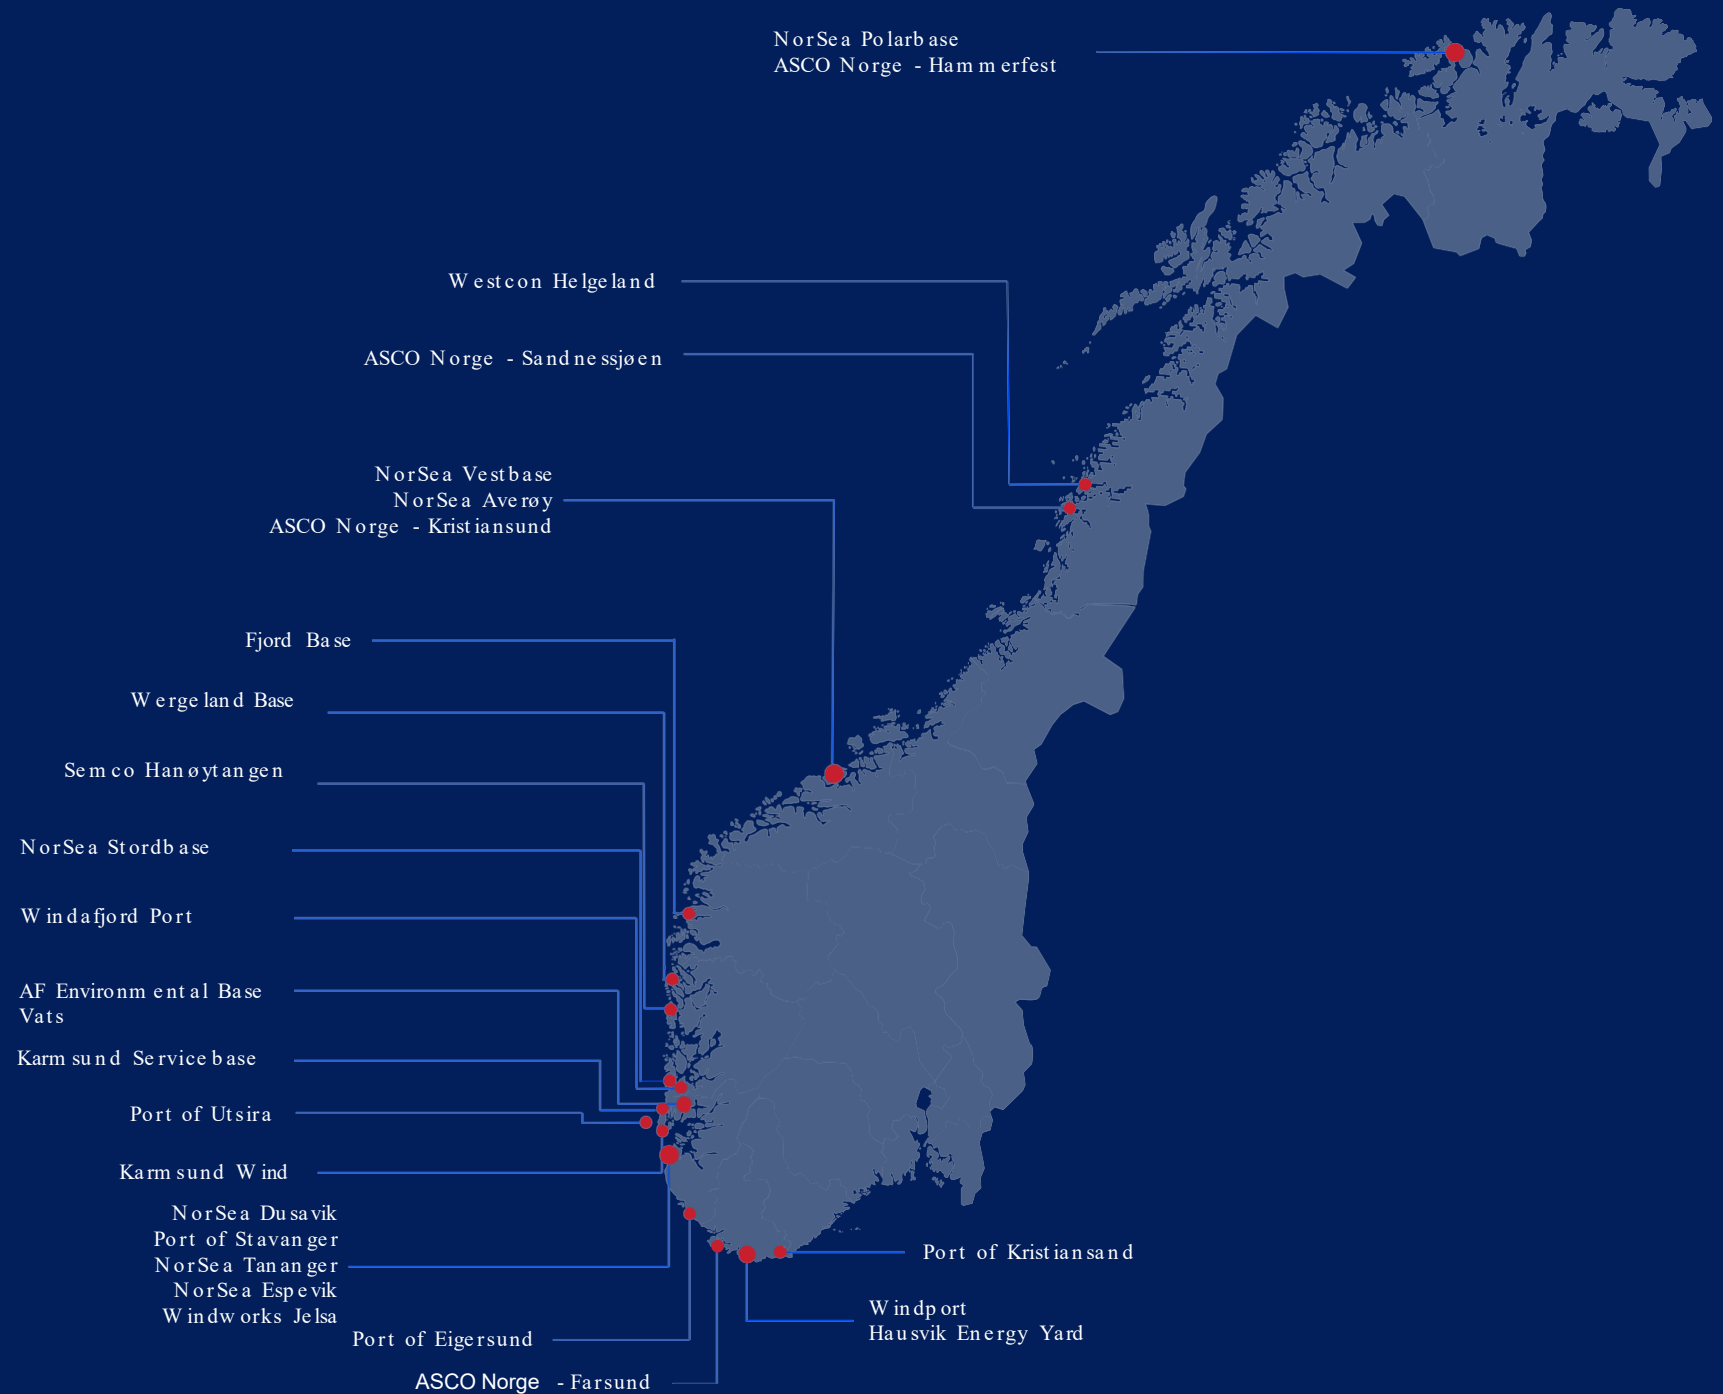 NorSea Polarbase
ASCO Norge - Hammerfest
Westcon Helgeland
ASCO Norge - Sandnessjøen
NorSea Vestbase
NorSea Averøy
ASCO Norge - Kristiansund
Fjord Base
Wergeland Base
Semco Hanøytangen
NorSea Stordbase
Windafjord Port
AF Environmental Base
Vats
Karmsund Servicebase
Port of Utsira
Karmsund Wind
NorSea Dusavik
Port of Stavanger
NorSea Tananger
NorSea Espevik
Windworks Jelsa
Port of Kristiansand
Windport
Hausvik Energy Yard
Port of Eigersund
ASCO Norge - Farsund